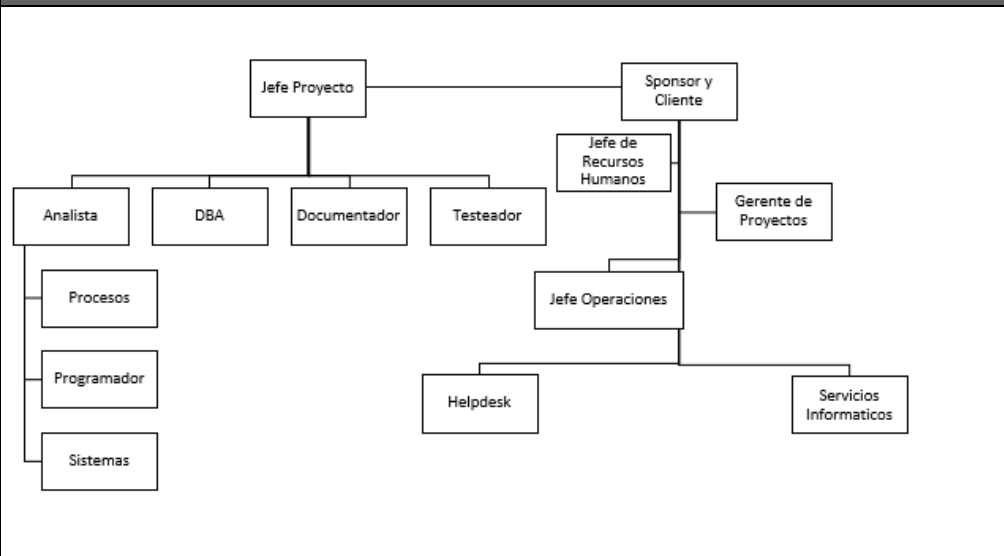 Jefe Proyecto
Sponsor y
Cliente
Jefe de
Recursos
Humanos
Gerente de
Proyectos
Analista
DBA
Documentador
Testeador
Procesos
Jefe Operaciones
Programador
Helpdesk
Servicios
Informaticos
Sistemas